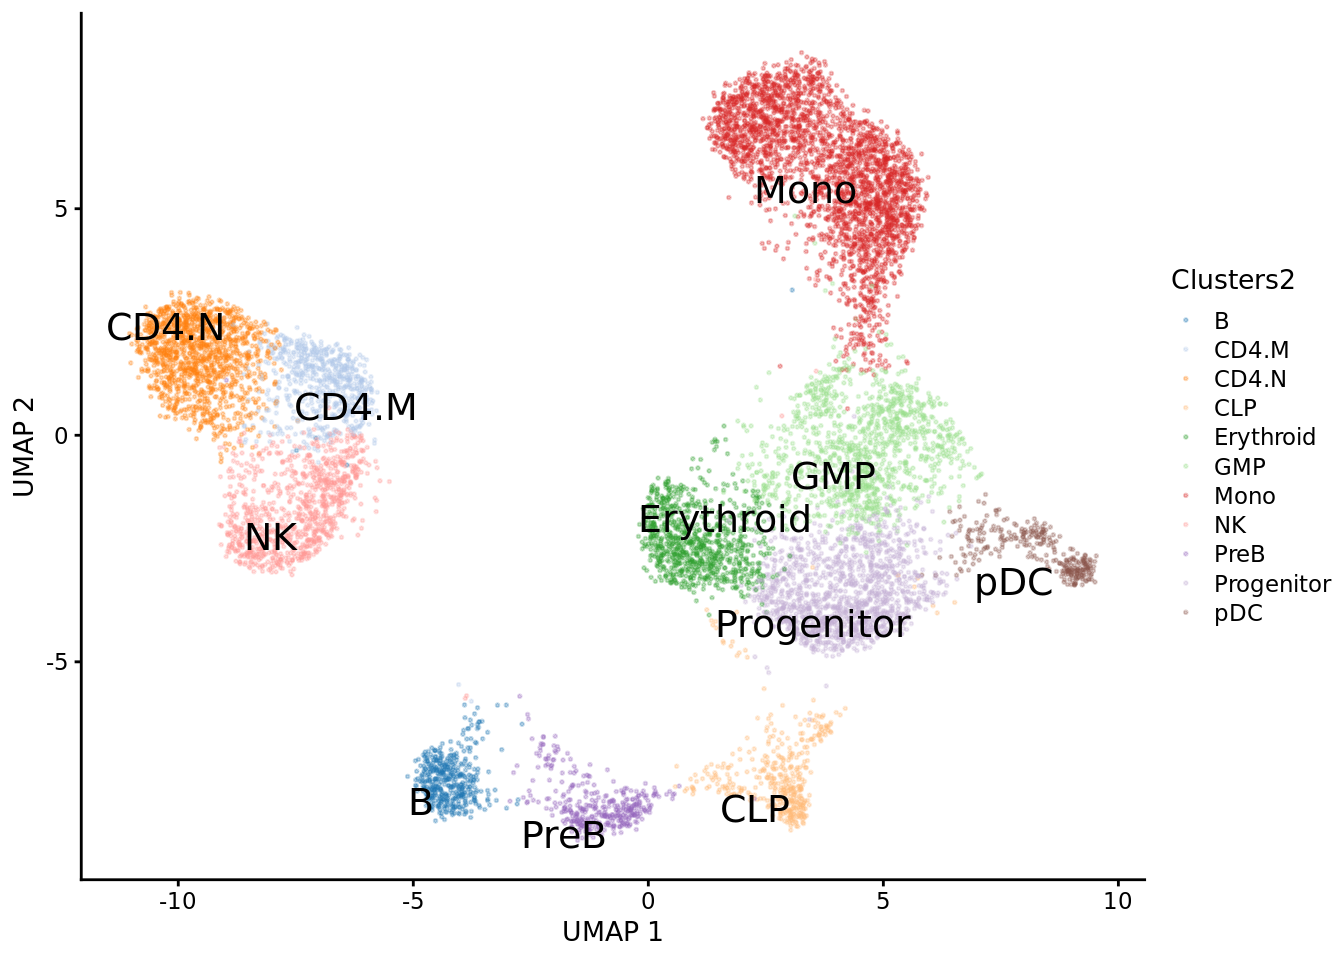 Mono
CD4.N
CD4.M
NK
GMP
Erythroid
pDC
Progenitor
B
PreB
CLP
5
0
-5
UMAP 2
-10
-5
0
5
10
UMAP 1
Clusters2
B
CD4.M
CD4.N
CLP
Erythroid
GMP
Mono
NK
PreB
Progenitor
pDC